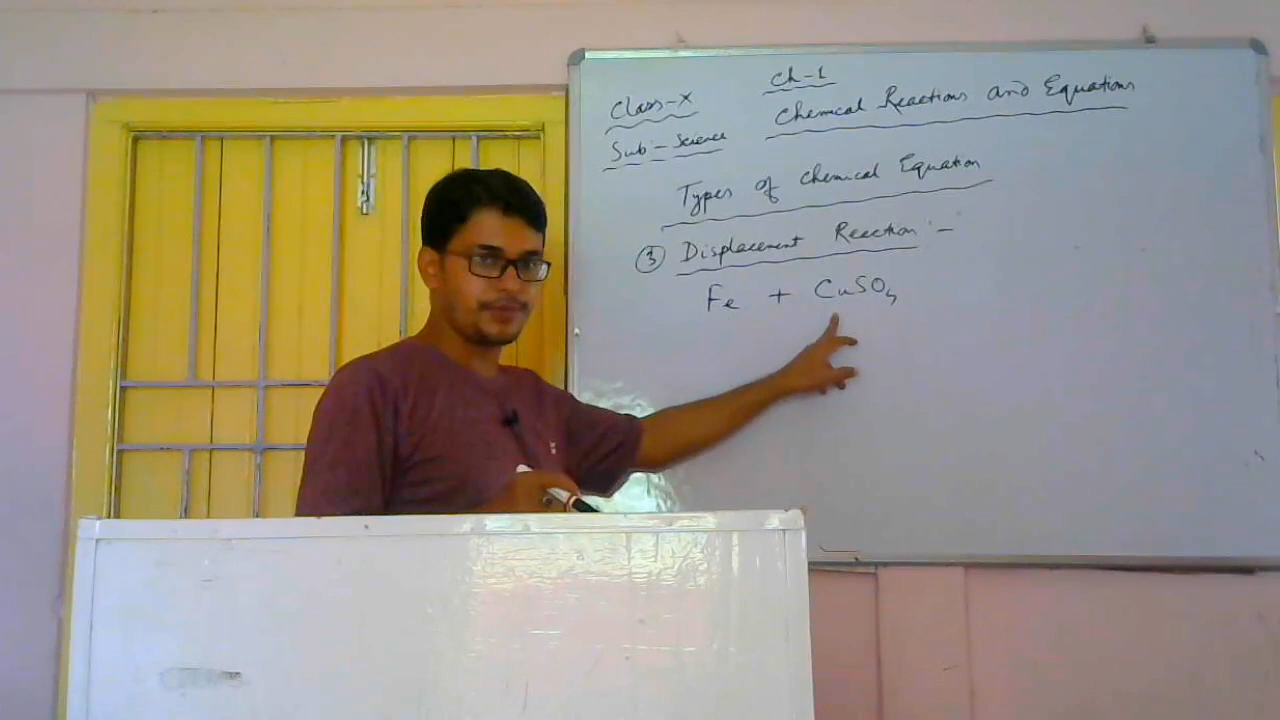 Ch-1
Class-X
Chemical Reactions and Equations
Sub:- Science
Types of Chemical Equation
③ Displacement Reaction:-
Fe + CuSO₄